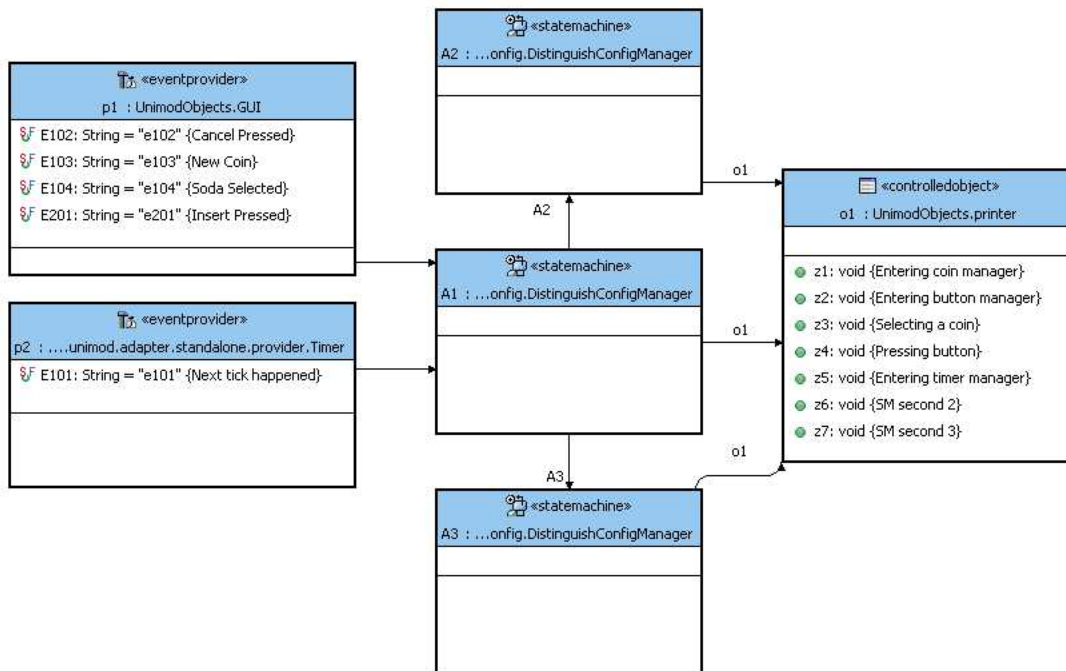 «eventprovider»
p1 : UnimodObjects.GUI
E102: String = "e102" {Cancel Pressed}
E103: String = "e103" {New Coin}
E104: String = "e104" {Soda Selected}
E201: String = "e201" {Insert Pressed}
«eventprovider»
p2 : ....unimod.adapter.standalone.provider.Timer
E101: String = "e101" {Next tick happened}
«statemachine»
A2 : ...onfig.DistinguishConfigManager
A2
«statemachine»
A1 : ...onfig.DistinguishConfigManager
A3
«statemachine»
A3 : ...onfig.DistinguishConfigManager
o1
o1
o1
«controlledobject»
o1 : UnimodObjects.printer
z1: void {Entering coin manager}
z2: void {Entering button manager}
z3: void {Selecting a coin}
z4: void {Pressing button}
z5: void {Entering timer manager}
z6: void {SM second 2}
z7: void {SM second 3}